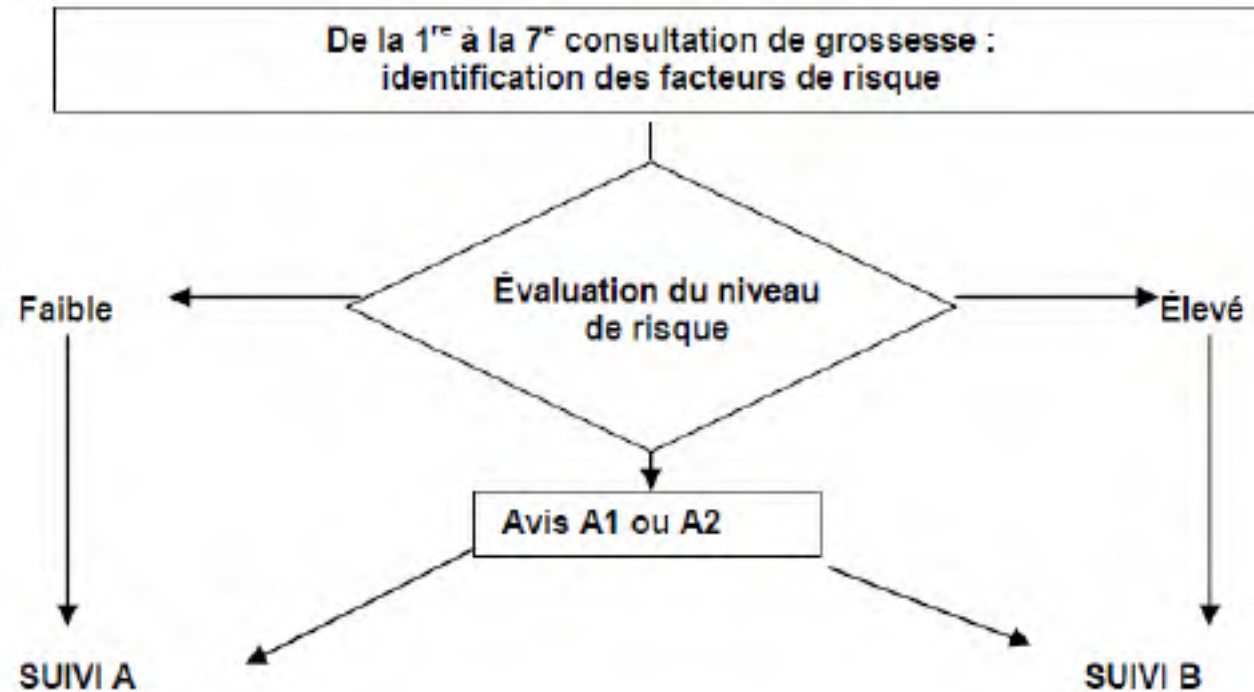 De la 1re à la 7e consultation de grossesse :
identification des facteurs de risque
Évaluation du niveau
de risque
Faible
Élevé
Avis A1 ou A2
SUIVI A
SUIVI B